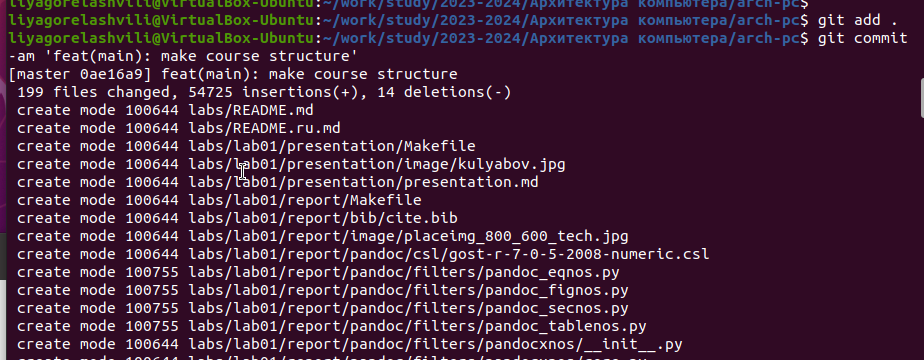 liyagorelashvili@VirtualBox-Ubuntu:~/work/study/2023-2024/Архитектура компьютера/arch-pc$
liyagorelashvili@VirtualBox-Ubuntu:~/work/study/2023-2024/Архитектура компьютера/arch-pc$ git add .
liyagorelashvili@VirtualBox-Ubuntu:~/work/study/2023-2024/Архитектура компьютера/arch-pc$ git commit
-am 'feat(main): make course structure'
[master 0ae16a9] feat(main): make course structure
 199 files changed, 54725 insertions(+), 14 deletions(-)
 create mode 100644 labs/README.md
 create mode 100644 labs/README.ru.md
 create mode 100644 labs/lab01/presentation/Makefile
 create mode 100644 labs/lab01/presentation/image/kulyabov.jpg
 create mode 100644 labs/lab01/presentation/presentation.md
 create mode 100644 labs/lab01/report/Makefile
 create mode 100644 labs/lab01/report/bib/cite.bib
 create mode 100644 labs/lab01/report/image/placeimg_800_600_tech.jpg
 create mode 100644 labs/lab01/report/pandoc/csl/gost-r-7-0-5-2008-numeric.csl
 create mode 100755 labs/lab01/report/pandoc/filters/pandoc_eqnos.py
 create mode 100755 labs/lab01/report/pandoc/filters/pandoc_fignos.py
 create mode 100755 labs/lab01/report/pandoc/filters/pandoc_secnos.py
 create mode 100755 labs/lab01/report/pandoc/filters/pandoc_tablenos.py
 create mode 100644 labs/lab01/report/pandoc/filters/pandocxnos/__init__.py